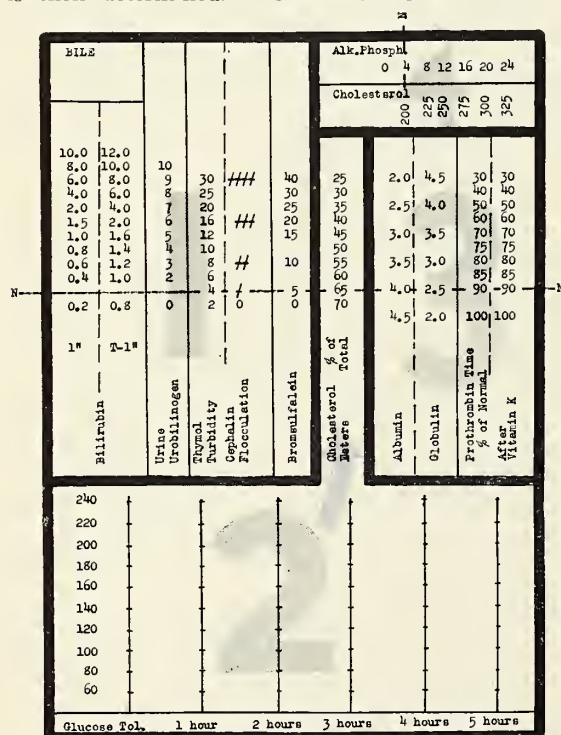 N
BILE
Alk.Phosphl
0 4 8 12 16 20 24
Cholesterol
200 225 250 275 300 325
10.0 12.0
8.0 10.0 10
6.0 8.0 9 30 //// 40 25 2.0 4.5 30 30
4.0 6.0 8 25 30 30 40 40
2.0 4.0 7 20 25 35 2.5 4.0 50 50
1.5 2.0 6 16 /// 20 40 60 60
1.0 1.6 5 12 15 45 3.0 3.5 70 70
0.8 1.4 4 10 50 75 75
0.6 1.2 3 8 // 10 55 3.5 3.0 80 80
0.4 1.0 2 6 60 85 85
N 4 / 5 65 4.0 2.5 90 90 N
0.2 0.8 0 2 0 0 70
4.5 2.0 100 100
1" T-1"
Bilirubin
Urine
Urobilinogen
Thymol
Turbidity
Cephalin
Flocculation
Bromsulfalein
Cholesterol % of
Esters Total
Albumin
Globulin
Prothrombin Time
% of Normal
After
Vitamin K
1
3
2
240
220
200
180
160
140
120
100
80
60
Glucose Tol. 1 hour 2 hours 3 hours 4 hours 5 hours